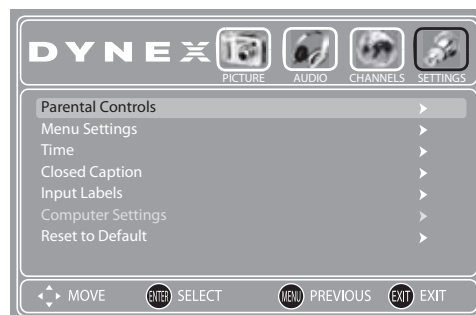 DYNEX
PICTURE AUDIO CHANNELS SETTINGS
Parental Controls
Menu Settings
Time
Closed Caption
Input Labels
Computer Settings
Reset to Default
MOVE ENTER SELECT MENU PREVIOUS EXIT EXIT